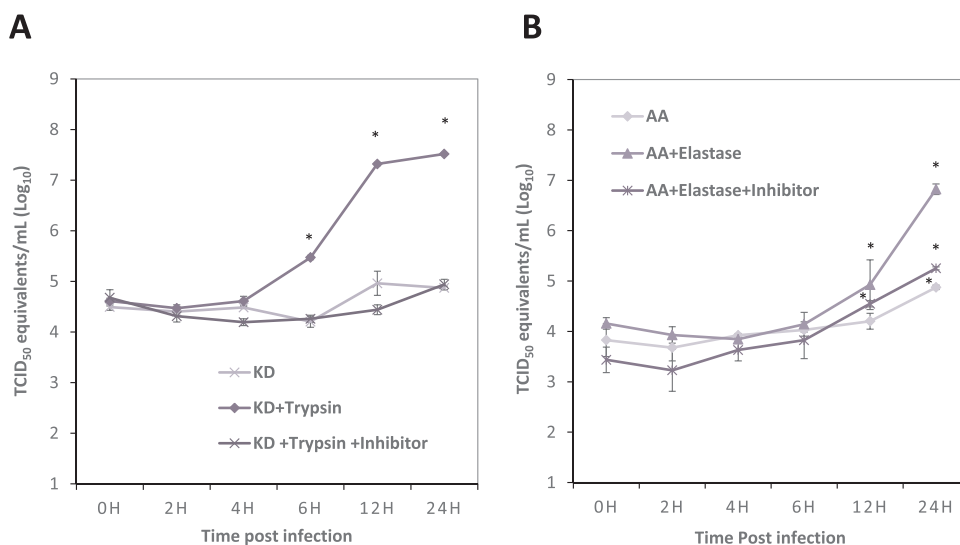 A
TCID50 equivalents/mL (Log10)
9
8
7
6
5
4
3
2
1
*
*
*
KD
KD+Trypsin
KD +Trypsin +Inhibitor
0H 2H 4H 6H 12H 24H
Time post infection
B
TCID50 equivalents/mL (Log10)
9
8
7
6
5
4
3
2
1
AA
AA+Elastase
AA+Elastase+Inhibitor
*
*
*
*
*
0H 2H 4H 6H 12H 24H
Time Post infection